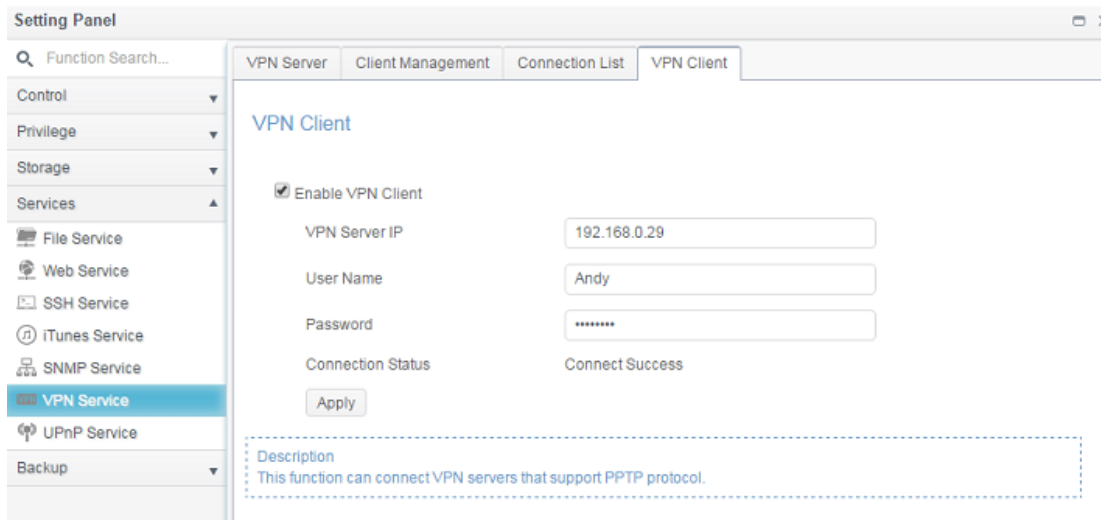 Setting Panel
Function Search...
Control
Privilege
Storage
Services
File Service
Web Service
SSH Service
iTunes Service
SNMP Service
VPN Service
UPnP Service
Backup
VPN Server Client Management Connection List VPN Client
VPN Client
Enable VPN Client
VPN Server IP 192.168.0.29
User Name Andy
Password ••••••••
Connection Status Connect Success
Apply
Description
This function can connect VPN servers that support PPTP protocol.